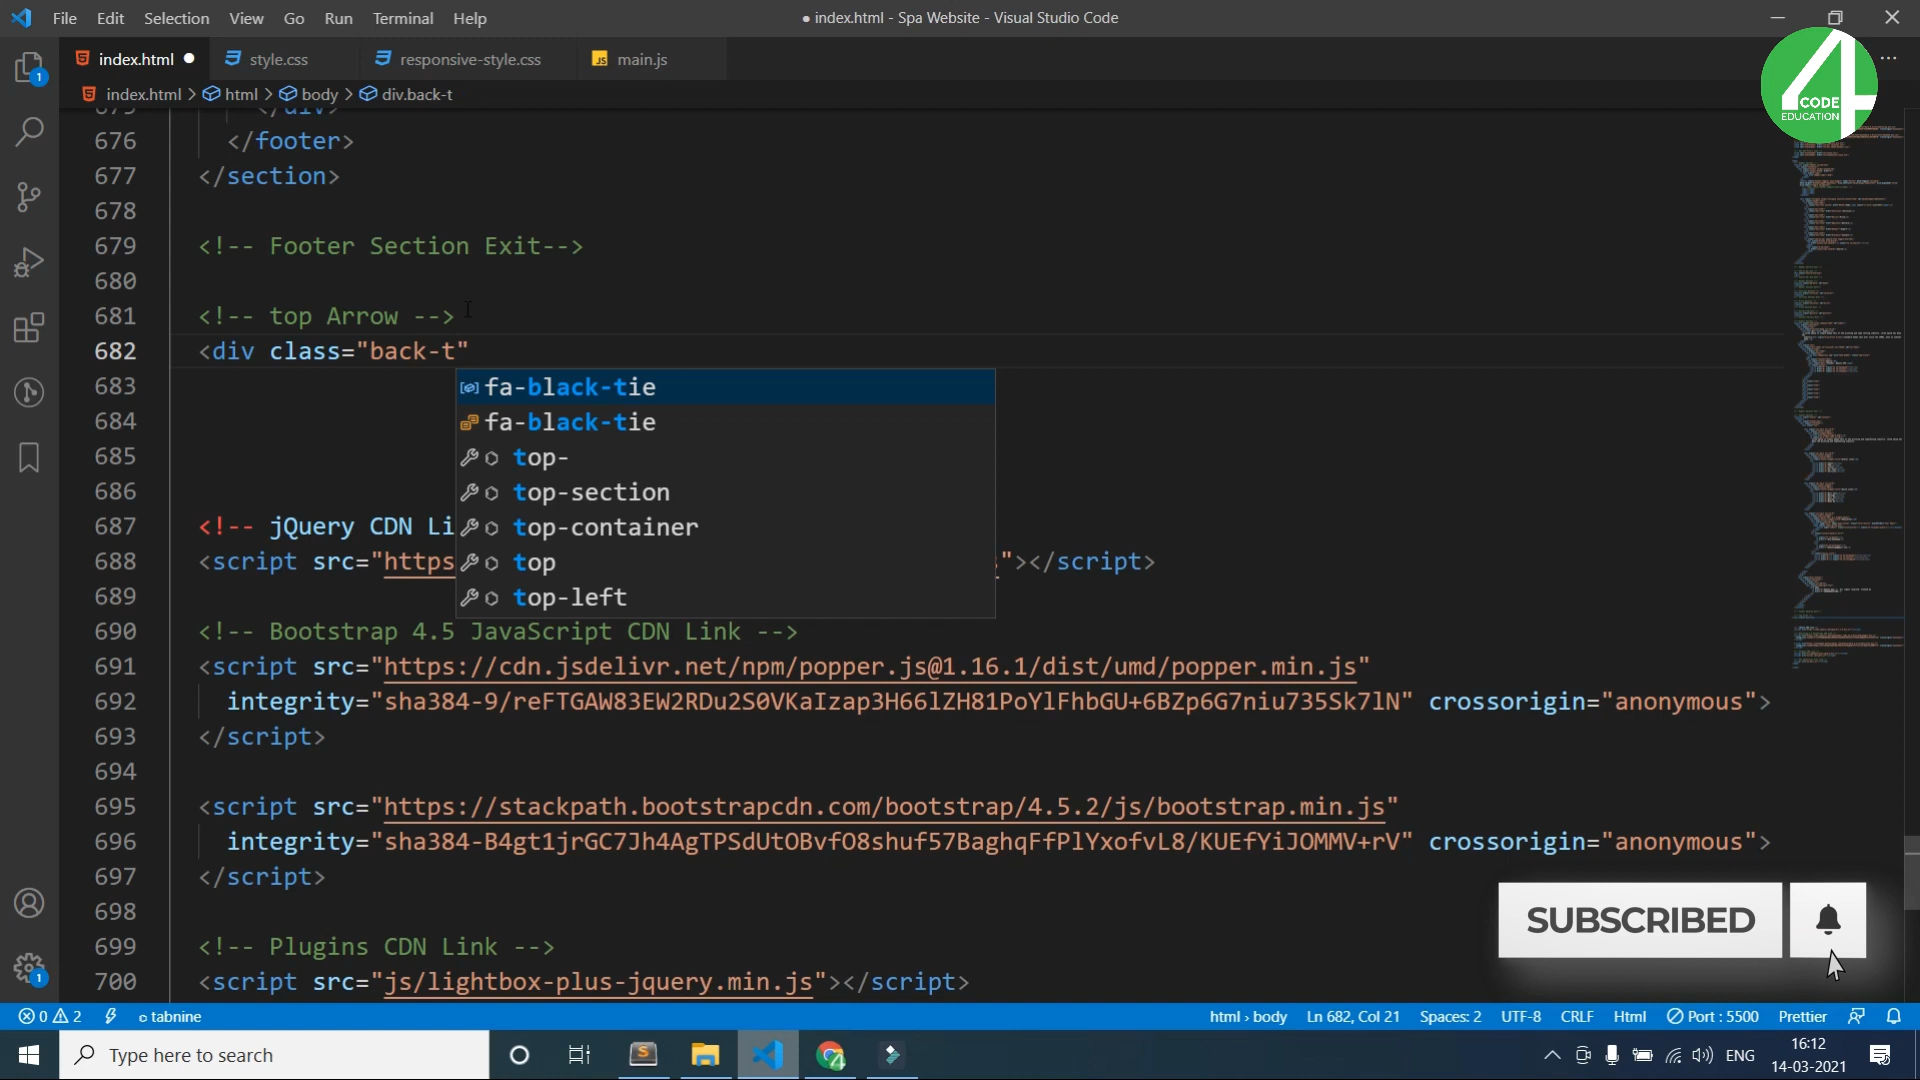 File Edit Selection View Go Run Terminal Help
● index.html - Spa Website - Visual Studio Code
index.html ● style.css responsive-style.css JS main.js
index.html > html > body > div.back-t
4 CODE EDUCATION
675 </div>
676 </footer>
677 </section>
678
679 <!-- Footer Section Exit-->
680
681 <!-- top Arrow -->
682 <div class="back-t"
683 fa-black-tie
684 fa-black-tie
685 top-
686 top-section
687 <!-- jQuery CDN Li top-container
688 <script src="https top "></script>
689 top-left
690 <!-- Bootstrap 4.5 JavaScript CDN Link -->
691 <script src="https://cdn.jsdelivr.net/npm/popper.js@1.16.1/dist/umd/popper.min.js"
692 integrity="sha384-9/reFTGAW83EW2RDu2S0VKaIzap3H66lZH81PoYlFhbGU+6BZp6G7niu735Sk7lN" crossorigin="anonymous">
693 </script>
694
695 <script src="https://stackpath.bootstrapcdn.com/bootstrap/4.5.2/js/bootstrap.min.js"
696 integrity="sha384-B4gt1jrGC7Jh4AgTPSdUtOBvfO8shuf57BaghqFfPlYxofvL8/KUEfYiJOMMV+rV" crossorigin="anonymous">
697 </script>
698
699 <!-- Plugins CDN Link -->
700 <script src="js/lightbox-plus-jquery.min.js"></script>
SUBSCRIBED
1
1
0 2 tabnine html › body Ln 682, Col 21 Spaces: 2 UTF-8 CRLF Html Port : 5500 Prettier
Type here to search ENG 16:12
14-03-2021